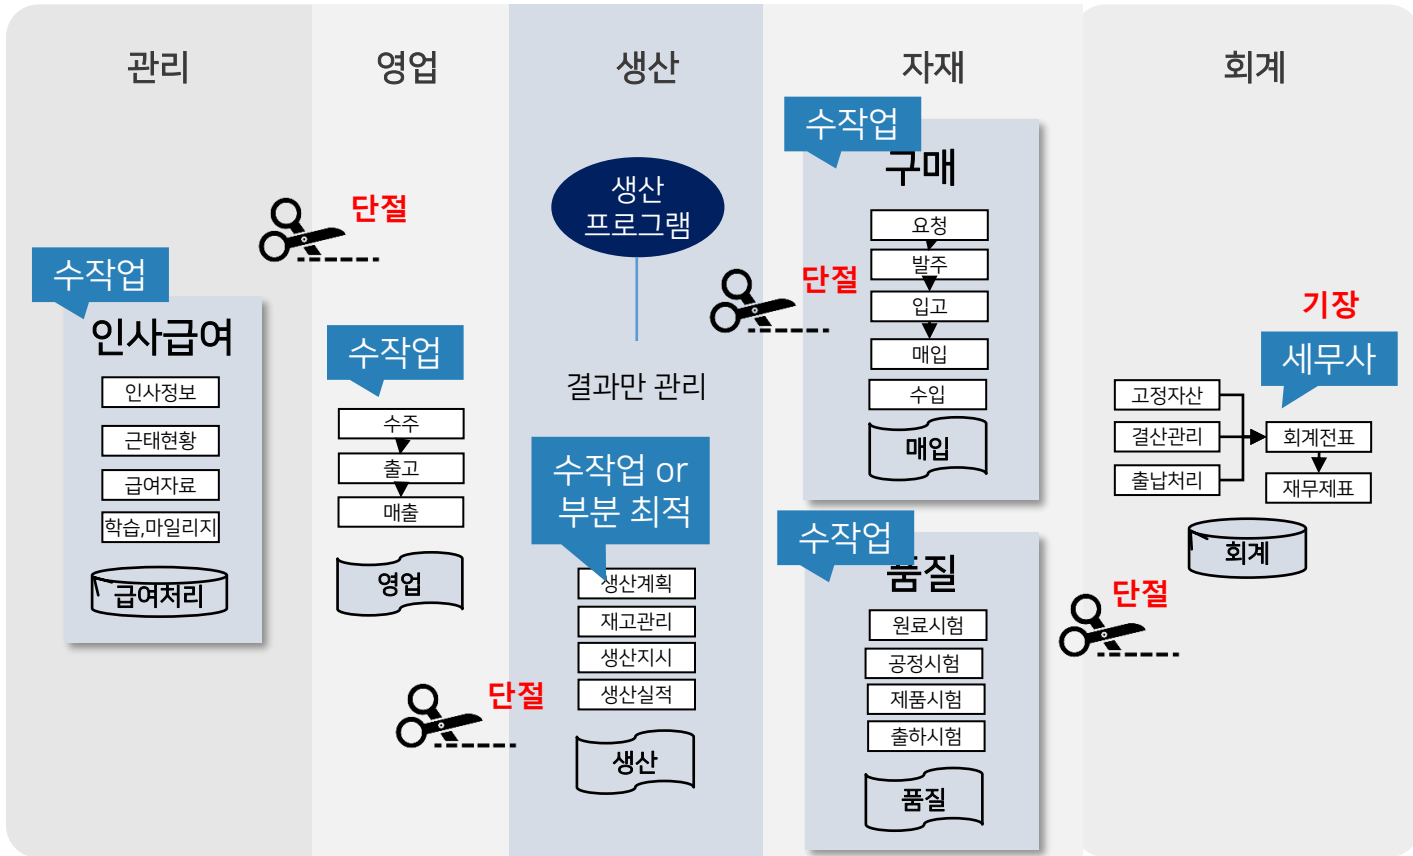 관리
영업
생산
자재
회계
단절
수작업
인사급여
인사정보
근태현황
급여자료
학습,마일리지
급여처리
수작업
수주
출고
매출
영업
단절
생산
프로그램
결과만 관리
수작업 or
부분 최적
생산계획
재고관리
생산지시
생산실적
생산
단절
수작업
구매
요청
발주
입고
매입
수입
매입
수작업
품질
원료시험
공정시험
제품시험
출하시험
품질
단절
기장
세무사
고정자산
결산관리
출납처리
회계전표
재무제표
회계